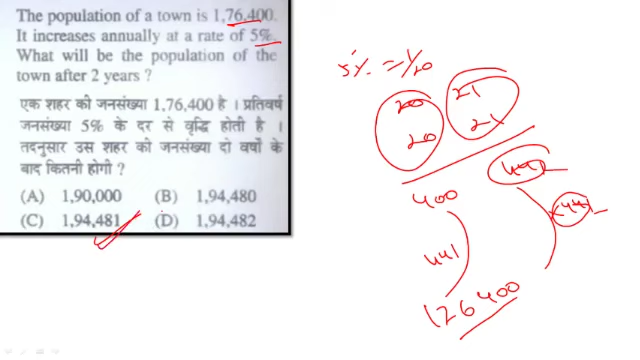 The population of a town is 1,76,400.
It increases annually at a rate of 5%.
What will be the population of the
town after 2 years ?
एक शहर की जनसंख्या 1,76,400 है । प्रतिवर्ष
जनसंख्या 5% के दर से वृद्धि होती है ।
तद्नुसार उस शहर की जनसंख्या दो वर्षों के
बाद कितनी होगी ?
(A) 1,90,000 (B) 1,94,480
(C) 1,94,481 (D) 1,94,482
5% = 1/20
20 21
20 21
400 441
441 x441
126400